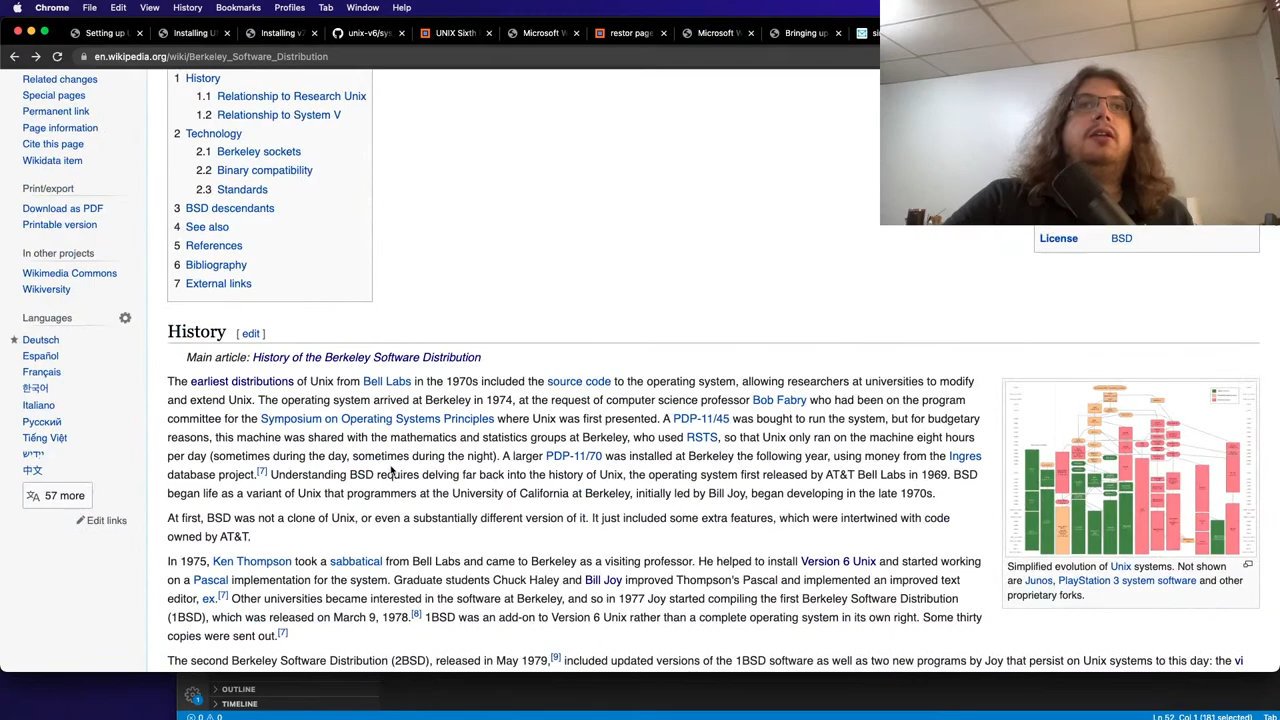 Chrome File Edit View History Bookmarks Profiles Tab Window Help
Setting up Installing U Installing v7 unix-v6/sys. UNIX Sixth Microsoft W restor page Microsoft W Bringing up
en.wikipedia.org/wiki/Berkeley_Software_Distribution
Related changes
Special pages
Permanent link
Page information
Cite this page
Wikidata item
Print/export
Download as PDF
Printable version
In other projects
Wikimedia Commons
Wikiversity
Languages
Deutsch
Español
Français
한국어
Italiano
Русский
Tiếng Việt
ייִדיש
中文
57 more
Edit links
1 History
1.1 Relationship to Research Unix
1.2 Relationship to System V
2 Technology
2.1 Berkeley sockets
2.2 Binary compatibility
2.3 Standards
3 BSD descendants
4 See also
5 References
6 Bibliography
7 External links
License BSD
History [ edit ]
Main article: History of the Berkeley Software Distribution
The earliest distributions of Unix from Bell Labs in the 1970s included the source code to the operating system, allowing researchers at universities to modify
and extend Unix. The operating system arrived at Berkeley in 1974, at the request of computer science professor Bob Fabry who had been on the program
committee for the Symposium on Operating Systems Principles where Unix was first presented. A PDP-11/45 was bought to run the system, but for budgetary
reasons, this machine was shared with the mathematics and statistics groups at Berkeley, who used RSTS, so that Unix only ran on the machine eight hours
per day (sometimes during the day, sometimes during the night). A larger PDP-11/70 was installed at Berkeley the following year, using money from the Ingres
database project.[7] Understanding BSD requires delving far back into the history of Unix, the operating system first released by AT&T Bell Labs in 1969. BSD
began life as a variant of Unix that programmers at the University of California at Berkeley, initially led by Bill Joy, began developing in the late 1970s.
At first, BSD was not a clone of Unix, or even a substantially different version of it. It just included some extra features, which were intertwined with code
owned by AT&T.
In 1975, Ken Thompson took a sabbatical from Bell Labs and came to Berkeley as a visiting professor. He helped to install Version 6 Unix and started working
on a Pascal implementation for the system. Graduate students Chuck Haley and Bill Joy improved Thompson's Pascal and implemented an improved text
editor, ex.[7] Other universities became interested in the software at Berkeley, and so in 1977 Joy started compiling the first Berkeley Software Distribution
(1BSD), which was released on March 9, 1978.[8] 1BSD was an add-on to Version 6 Unix rather than a complete operating system in its own right. Some thirty
copies were sent out.[7]
The second Berkeley Software Distribution (2BSD), released in May 1979,[9] included updated versions of the 1BSD software as well as two new programs by Joy that persist on Unix systems to this day: the vi
Simplified evolution of Unix systems. Not shown
are Junos, PlayStation 3 system software and other
proprietary forks.
OUTLINE
TIMELINE
0 0
Ln 52, Col 1 (181 selected) Tab